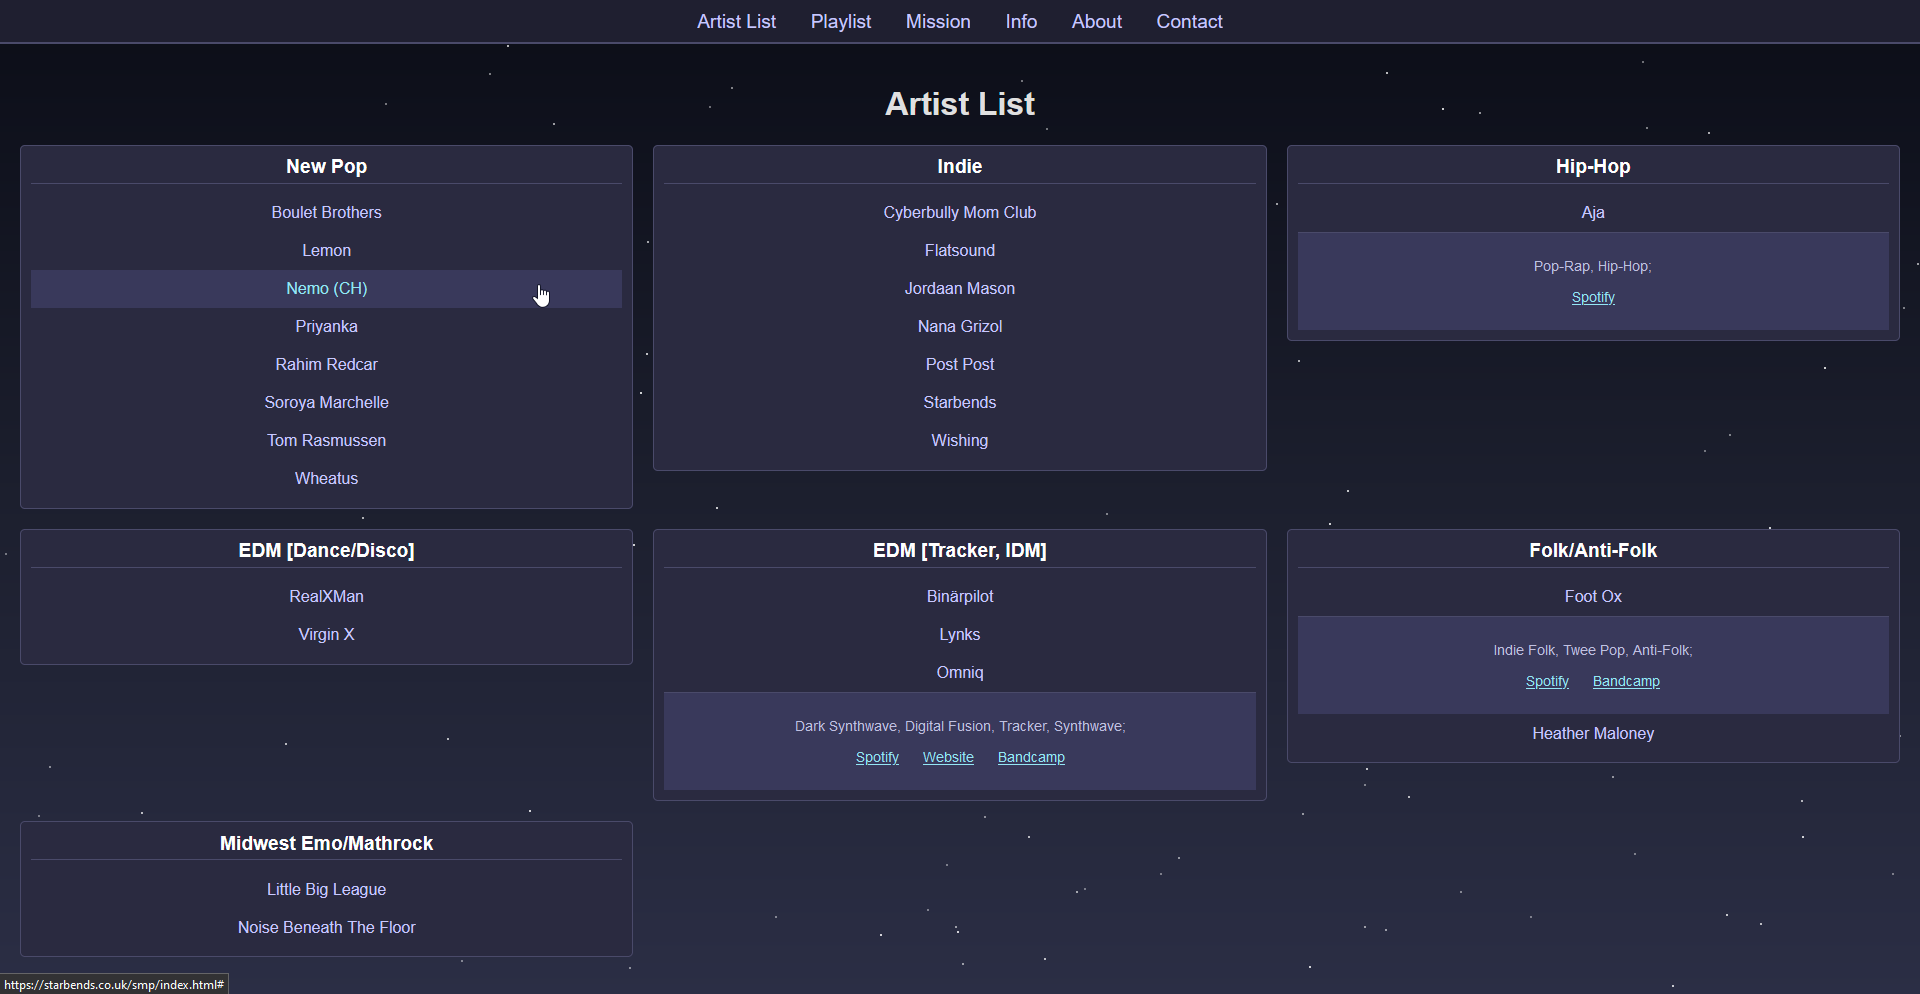 Artist List Playlist Mission Info About Contact
Artist List
New Pop
Boulet Brothers
Lemon
Nemo (CH)
Priyanka
Rahim Redcar
Soroya Marchelle
Tom Rasmussen
Wheatus
Indie
Cyberbully Mom Club
Flatsound
Jordaan Mason
Nana Grizol
Post Post
Starbends
Wishing
Hip-Hop
Aja
Pop-Rap, Hip-Hop;
Spotify
EDM [Dance/Disco]
RealXMan
Virgin X
EDM [Tracker, IDM]
Binärpilot
Lynks
Omniq
Dark Synthwave, Digital Fusion, Tracker, Synthwave;
Spotify Website Bandcamp
Folk/Anti-Folk
Foot Ox
Indie Folk, Twee Pop, Anti-Folk;
Spotify Bandcamp
Heather Maloney
Midwest Emo/Mathrock
Little Big League
Noise Beneath The Floor
https://starbends.co.uk/smp/index.html#